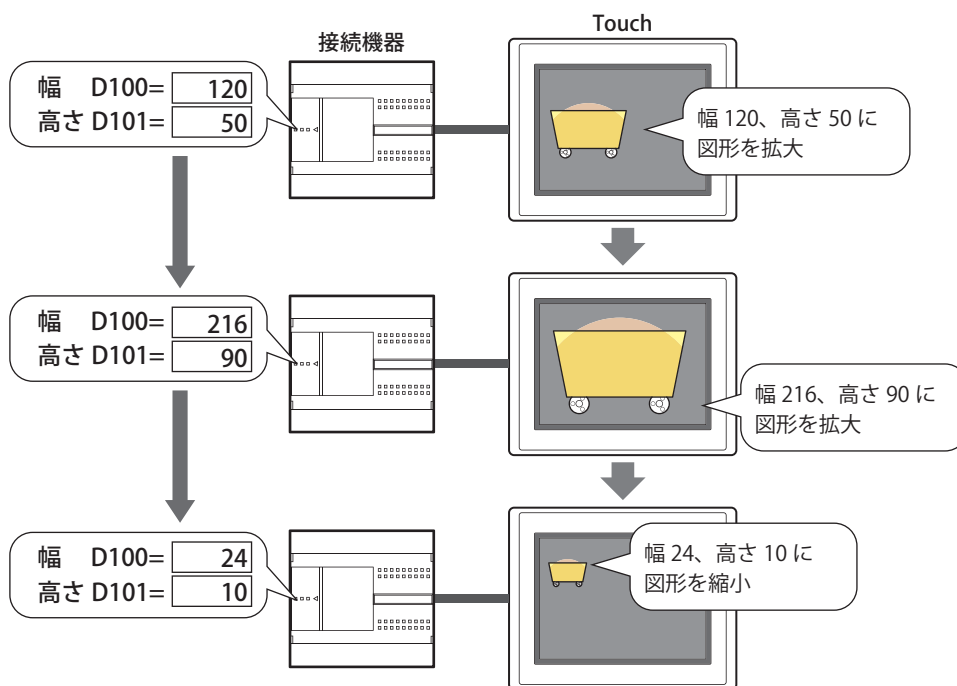 接続機器
Touch
幅 D100= 120
高さ D101= 50
幅 120、高さ 50 に
図形を拡大
幅 D100= 216
高さ D101= 90
幅 216、高さ 90 に
図形を拡大
幅 D100= 24
高さ D101= 10
幅 24、高さ 10 に
図形を縮小